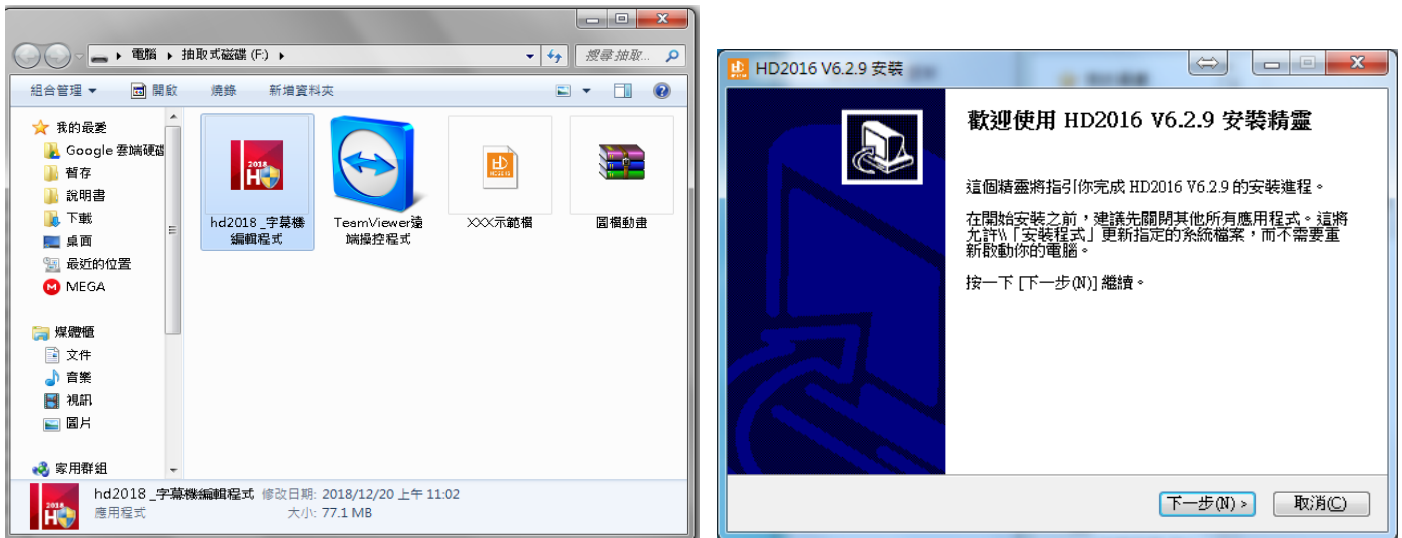 電腦 ▸ 抽取式磁碟 (F:) ▸
搜尋 抽取...
組合管理 ▼ 開啟 燒錄 新增資料夾
我的最愛
Google 雲端硬碟
暫存
說明書
下載
桌面
最近的位置
MEGA
媒體櫃
文件
音樂
視訊
圖片
家用群組
2018
HD
hd2018 _字幕機
編輯程式
TeamViewer遠
端操控程式
HD
XXX示範檔
圖檔動畫
hd2018 _字幕機編輯程式 修改日期: 2018/12/20 上午 11:02
應用程式 大小: 77.1 MB
HD2016 V6.2.9 安裝
歡迎使用 HD2016 V6.2.9 安裝精靈
這個精靈將指引你完成 HD2016 V6.2.9 的安裝進程。
在開始安裝之前，建議先關閉其他所有應用程式。這將
允許\「安裝程式」更新指定的系統檔案，而不需要重
新啟動你的電腦。
按一下 [下一步(N)] 繼續。
下一步(N) >
取消(C)